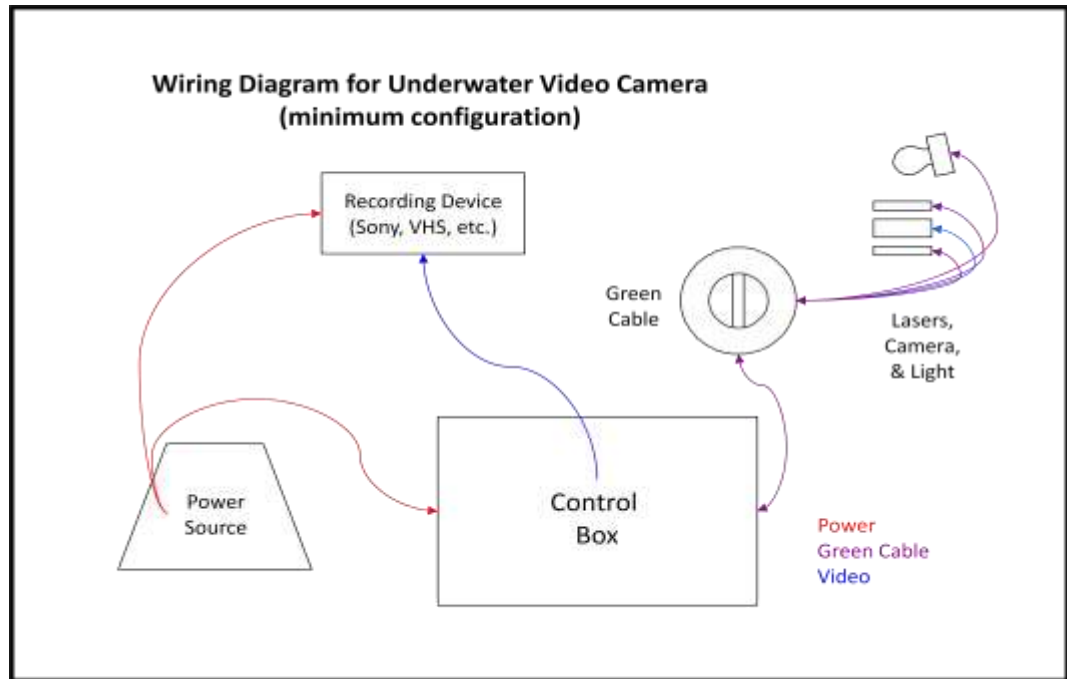 Wiring Diagram for Underwater Video Camera
(minimum configuration)
Recording Device
(Sony, VHS, etc.)
Green
Cable
Lasers,
Camera,
& Light
Power
Source
Control
Box
Power
Green Cable
Video